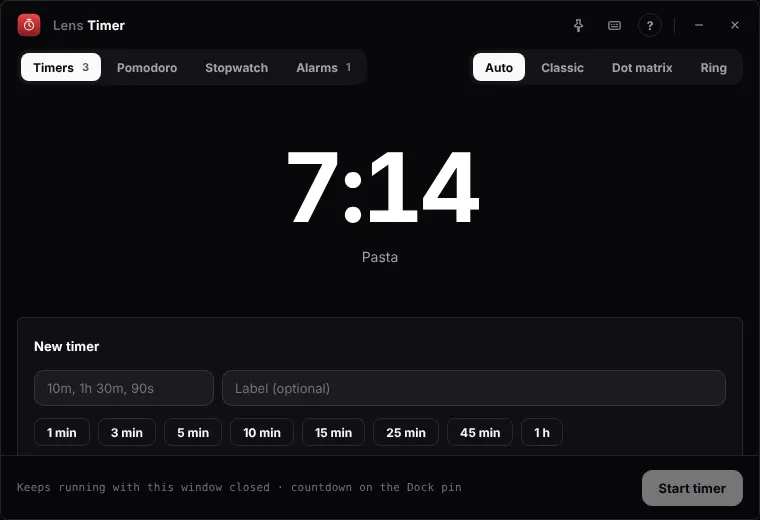 Lens Timer
?
Timers 3 Pomodoro Stopwatch Alarms 1
Auto Classic Dot matrix Ring
7:14
Pasta
New timer
10m, 1h 30m, 90s
Label (optional)
1 min 3 min 5 min 10 min 15 min 25 min 45 min 1 h
Keeps running with this window closed · countdown on the Dock pin
Start timer